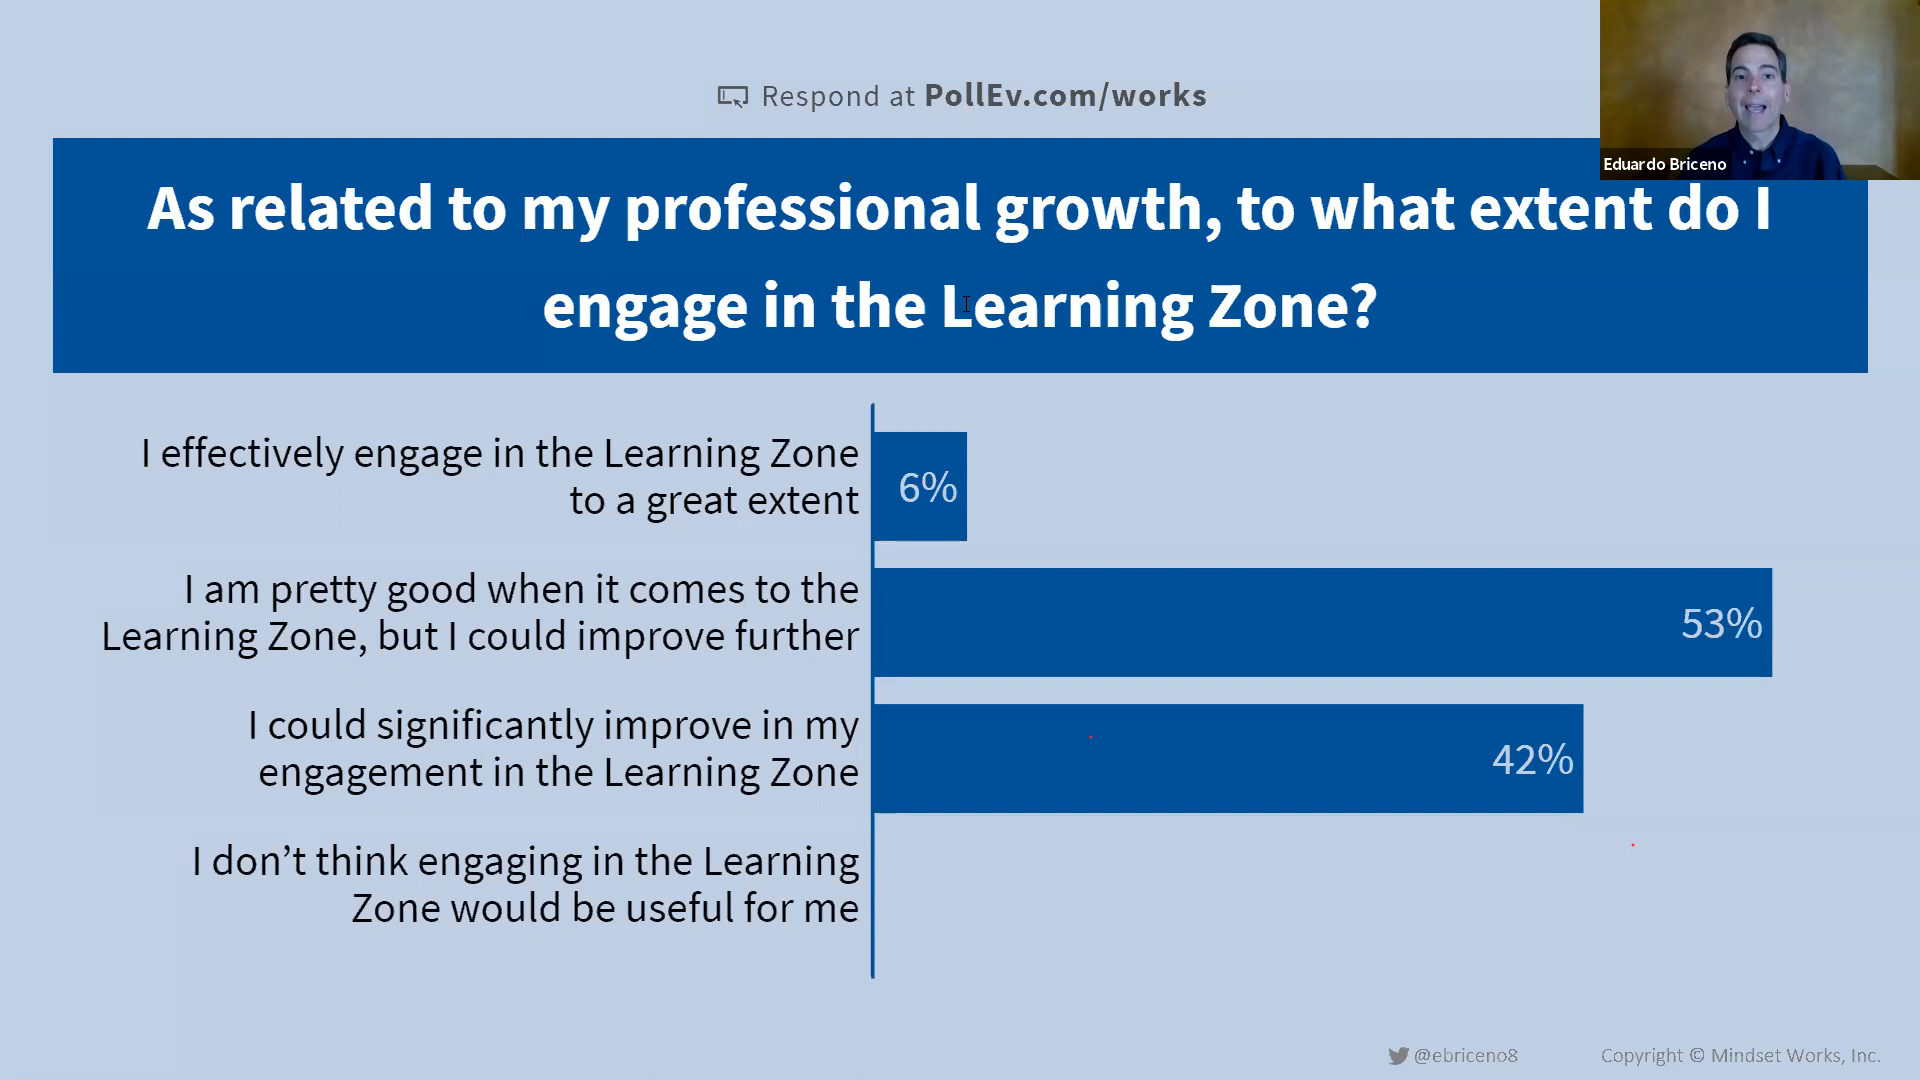 Respond at PollEv.com/works
Eduardo Briceno
As related to my professional growth, to what extent do I
engage in the Learning Zone?
I effectively engage in the Learning Zone
to a great extent
6%
I am pretty good when it comes to the
Learning Zone, but I could improve further
53%
I could significantly improve in my
engagement in the Learning Zone
42%
I don’t think engaging in the Learning
Zone would be useful for me
@ebriceno8
Copyright © Mindset Works, Inc.